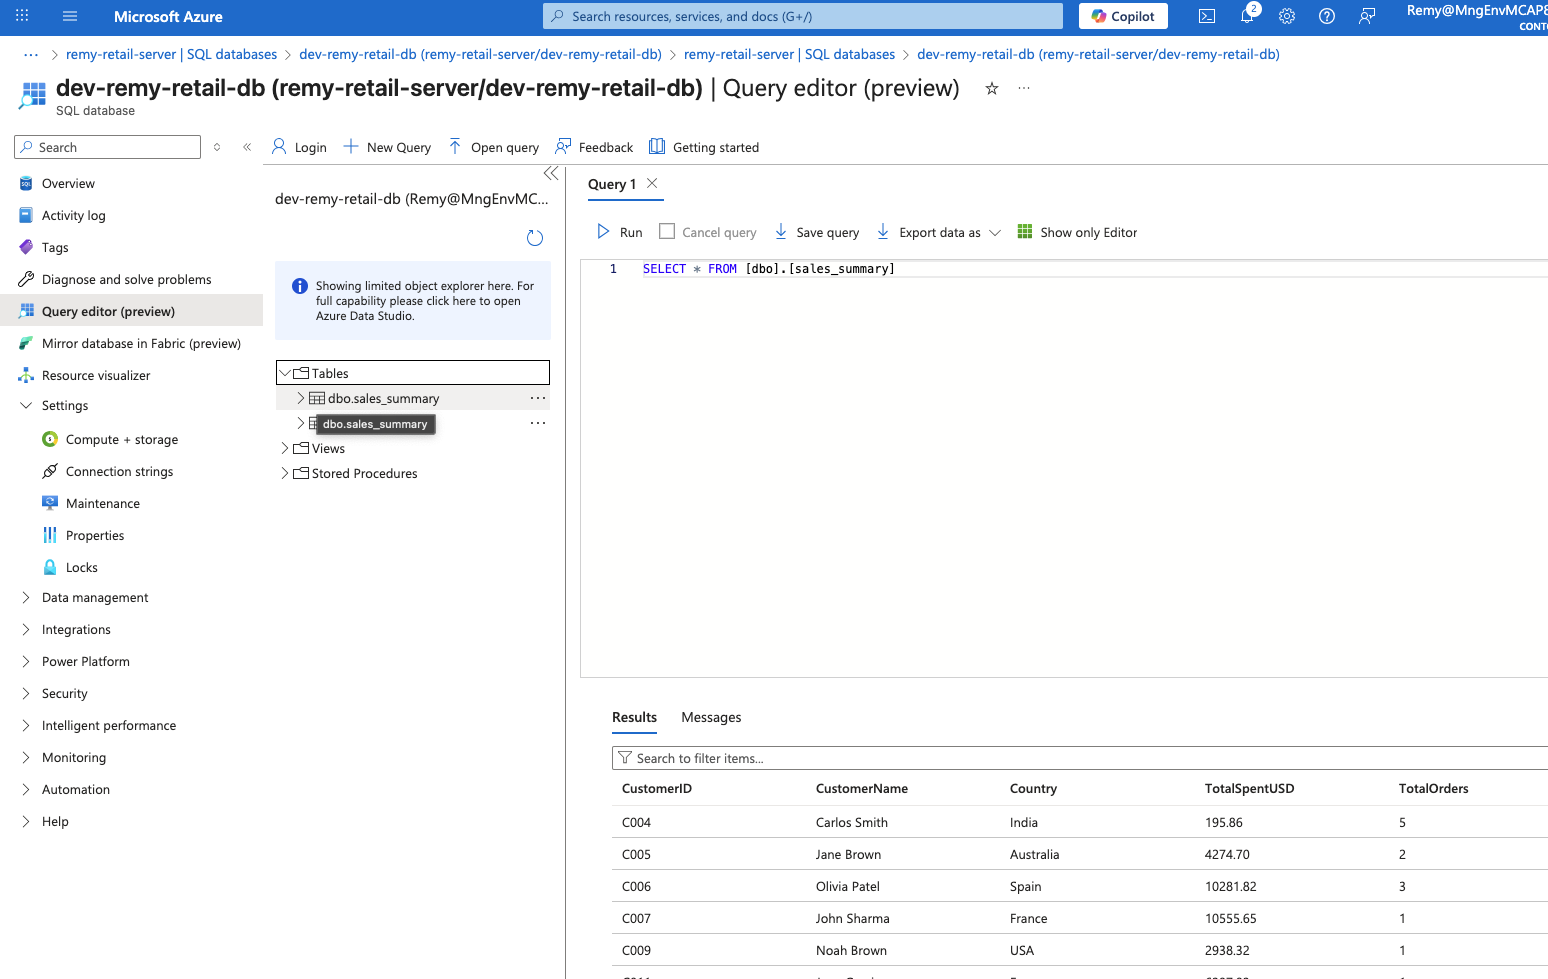 Microsoft Azure
Search resources, services, and docs (G+/)
Copilot
2
Remy@MngEnvMCAP8
CONTO
... > remy-retail-server | SQL databases > dev-remy-retail-db (remy-retail-server/dev-remy-retail-db) > remy-retail-server | SQL databases > dev-remy-retail-db (remy-retail-server/dev-remy-retail-db)
dev-remy-retail-db (remy-retail-server/dev-remy-retail-db) | Query editor (preview)
SQL database
Search
Login
New Query
Open query
Feedback
Getting started
Overview
Activity log
Tags
Diagnose and solve problems
Query editor (preview)
Mirror database in Fabric (preview)
Resource visualizer
Settings
Compute + storage
Connection strings
Maintenance
Properties
Locks
Data management
Integrations
Power Platform
Security
Intelligent performance
Monitoring
Automation
Help
dev-remy-retail-db (Remy@MngEnvMC...
Showing limited object explorer here. For
full capability please click here to open
Azure Data Studio.
Tables
dbo.sales_summary
dbo.sales_summary
Views
Stored Procedures
Query 1
Run
Cancel query
Save query
Export data as
Show only Editor
1 SELECT * FROM [dbo].[sales_summary]
Results
Messages
Search to filter items...
CustomerID CustomerName Country TotalSpentUSD TotalOrders
C004 Carlos Smith India 195.86 5
C005 Jane Brown Australia 4274.70 2
C006 Olivia Patel Spain 10281.82 3
C007 John Sharma France 10555.65 1
C009 Noah Brown USA 2938.32 1